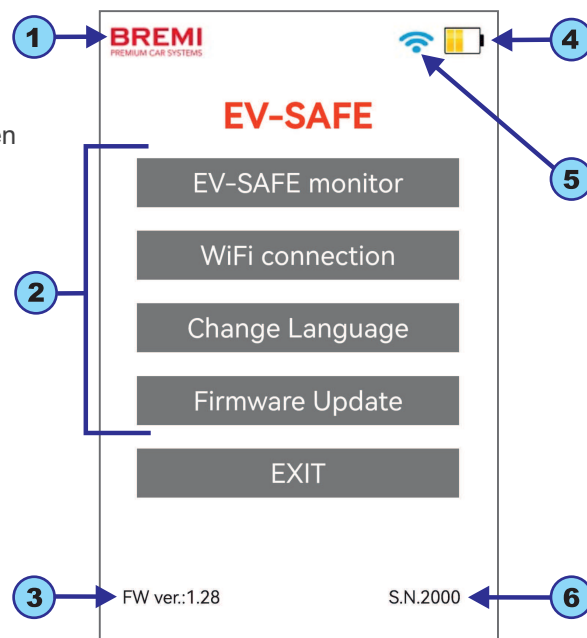 1
BREMI
PREMIUM CAR SYSTEMS
4
EV-SAFE
en
EV-SAFE monitor
5
WiFi connection
2
Change Language
Firmware Update
EXIT
3
FW ver.:1.28
S.N.2000
6